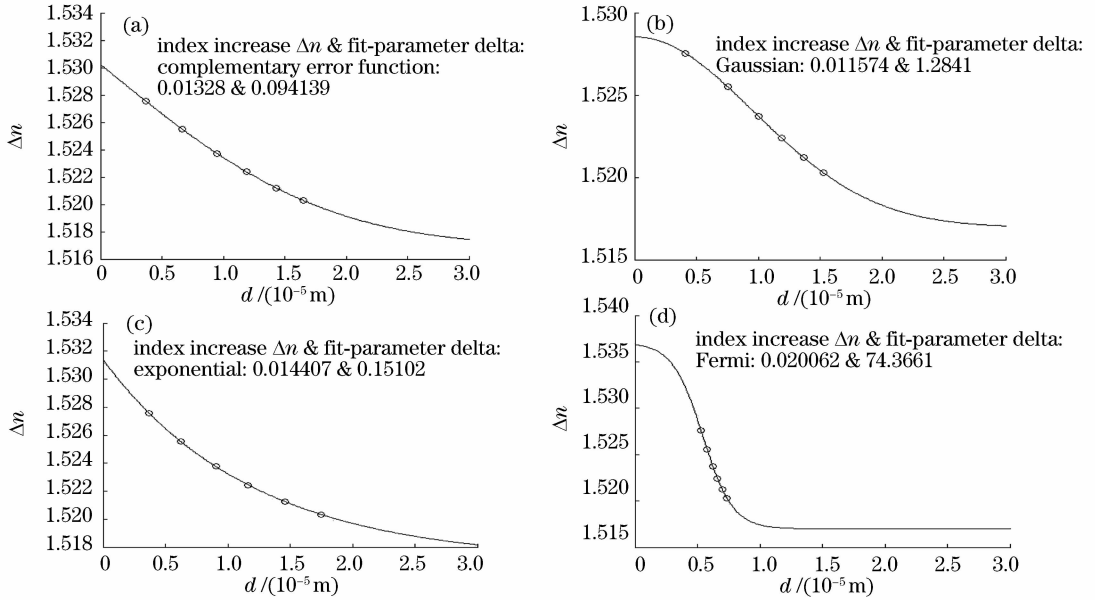 (a)
index increase Δn & fit-parameter delta:
complementary error function:
0.01328 & 0.094139
1.534
1.532
1.530
1.528
1.526
1.524
1.522
1.520
1.518
1.516
Δn
0 0.5 1.0 1.5 2.0 2.5 3.0
d /(10⁻⁵ m)
(b)
index increase Δn & fit-parameter delta:
Gaussian: 0.011574 & 1.2841
1.530
1.525
1.520
1.515
Δn
0 0.5 1.0 1.5 2.0 2.5 3.0
d /(10⁻⁵ m)
(c)
index increase Δn & fit-parameter delta:
exponential: 0.014407 & 0.15102
1.534
1.532
1.530
1.528
1.526
1.524
1.522
1.520
1.518
Δn
0 0.5 1.0 1.5 2.0 2.5 3.0
d /(10⁻⁵ m)
(d)
index increase Δn & fit-parameter delta:
Fermi: 0.020062 & 74.3661
1.540
1.535
1.530
1.525
1.520
1.515
Δn
0 0.5 1.0 1.5 2.0 2.5 3.0
d /(10⁻⁵ m)